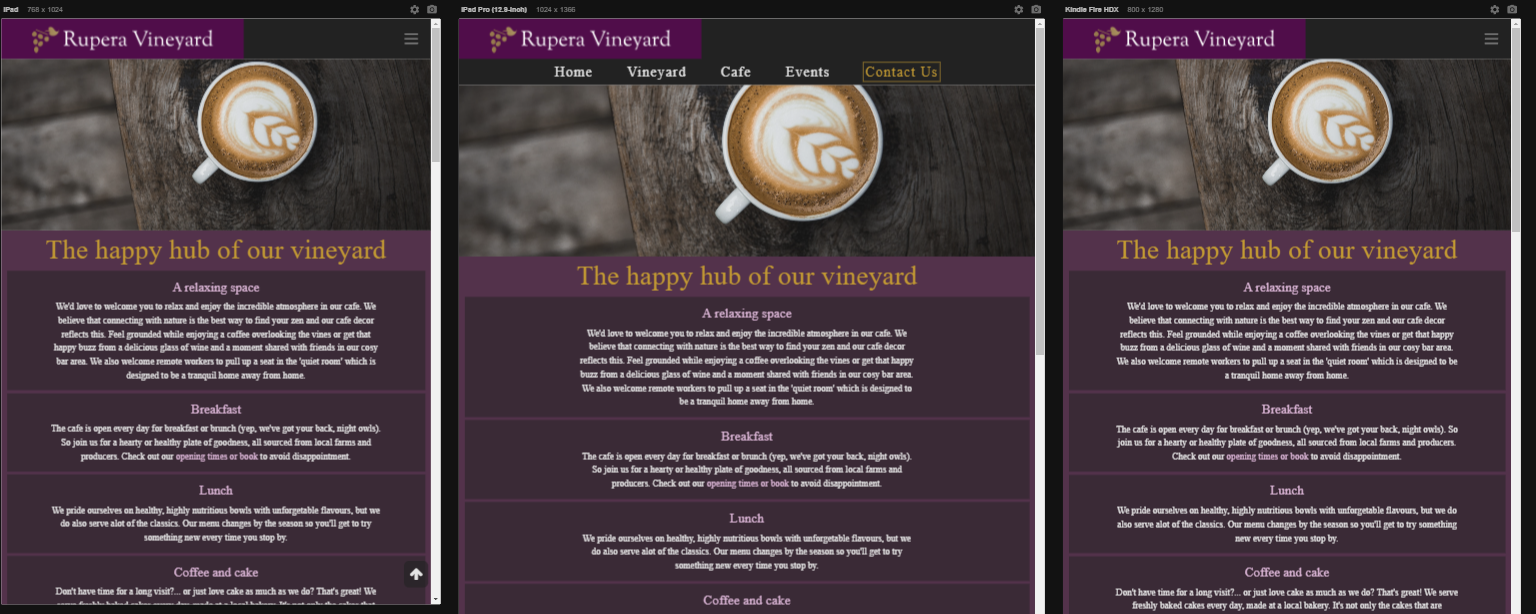 iPad 768 x 1024
Rupera Vineyard
The happy hub of our vineyard
A relaxing space
We'd love to welcome you to relax and enjoy the incredible atmosphere in our cafe. We
believe that connecting with nature is the best way to find your zen and our cafe decor
reflects this. Feel grounded while enjoying a coffee overlooking the vines or get that
happy buzz from a delicious glass of wine and a moment shared with friends in our cosy
bar area. We also welcome remote workers to pull up a seat in the 'quiet room' which is
designed to be a tranquil home away from home.
Breakfast
The cafe is open every day for breakfast or brunch (yep, we've got your back, night owls).
So join us for a hearty or healthy plate of goodness, all sourced from local farms and
producers. Check out our opening times or book to avoid disappointment.
Lunch
We pride ourselves on healthy, highly nutritious bowls with unforgetable flavours, but we
do also serve alot of the classics. Our menu changes by the season so you'll get to try
something new every time you stop by.
Coffee and cake
Don't have time for a long visit?... or just love cake as much as we do? That's great! We
serve freshly baked cakes every day, made at a local bakery. It's not only the cakes that
iPad Pro (12.9-inch) 1024 x 1366
Rupera Vineyard
Home Vineyard Cafe Events Contact Us
The happy hub of our vineyard
A relaxing space
We'd love to welcome you to relax and enjoy the incredible atmosphere in our cafe. We
believe that connecting with nature is the best way to find your zen and our cafe decor
reflects this. Feel grounded while enjoying a coffee overlooking the vines or get that happy
buzz from a delicious glass of wine and a moment shared with friends in our cosy bar area.
We also welcome remote workers to pull up a seat in the 'quiet room' which is designed to
be a tranquil home away from home.
Breakfast
The cafe is open every day for breakfast or brunch (yep, we've got your back, night owls).
So join us for a hearty or healthy plate of goodness, all sourced from local farms and
producers. Check out our opening times or book to avoid disappointment.
Lunch
We pride ourselves on healthy, highly nutritious bowls with unforgetable flavours, but we
do also serve alot of the classics. Our menu changes by the season so you'll get to try
something new every time you stop by.
Coffee and cake
Kindle Fire HDX 800 x 1280
Rupera Vineyard
The happy hub of our vineyard
A relaxing space
We'd love to welcome you to relax and enjoy the incredible atmosphere in our cafe. We
believe that connecting with nature is the best way to find your zen and our cafe decor
reflects this. Feel grounded while enjoying a coffee overlooking the vines or get that happy
buzz from a delicious glass of wine and a moment shared with friends in our cosy bar area.
We also welcome remote workers to pull up a seat in the 'quiet room' which is designed to be
a tranquil home away from home.
Breakfast
The cafe is open every day for breakfast or brunch (yep, we've got your back, night owls). So
join us for a hearty or healthy plate of goodness, all sourced from local farms and producers.
Check out our opening times or book to avoid disappointment.
Lunch
We pride ourselves on healthy, highly nutritious bowls with unforgetable flavours, but we do
also serve alot of the classics. Our menu changes by the season so you'll get to try something
new every time you stop by.
Coffee and cake
Don't have time for a long visit?... or just love cake as much as we do? That's great! We serve
freshly baked cakes every day, made at a local bakery. It's not only the cakes that are